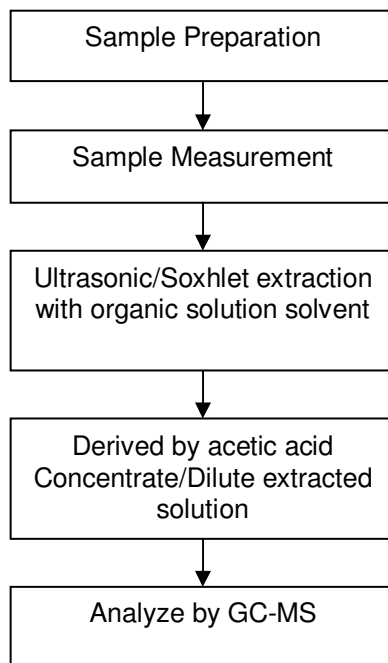 Sample Preparation
Sample Measurement
Ultrasonic/Soxhlet extraction
with organic solution solvent
Derived by acetic acid
Concentrate/Dilute extracted
solution
Analyze by GC-MS